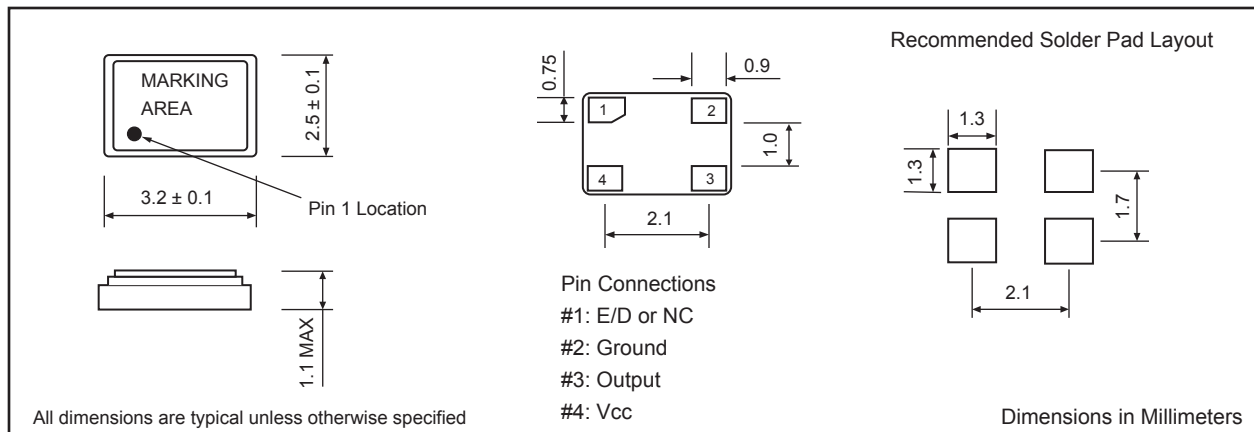 MARKING
AREA
2.5 ± 0.1
3.2 ± 0.1
Pin 1 Location
1.1 MAX
All dimensions are typical unless otherwise specified
0.75
0.9
1
2
1.0
4
3
2.1
Pin Connections
#1: E/D or NC
#2: Ground
#3: Output
#4: Vcc
Recommended Solder Pad Layout
1.3
1.3
1.7
2.1
Dimensions in Millimeters